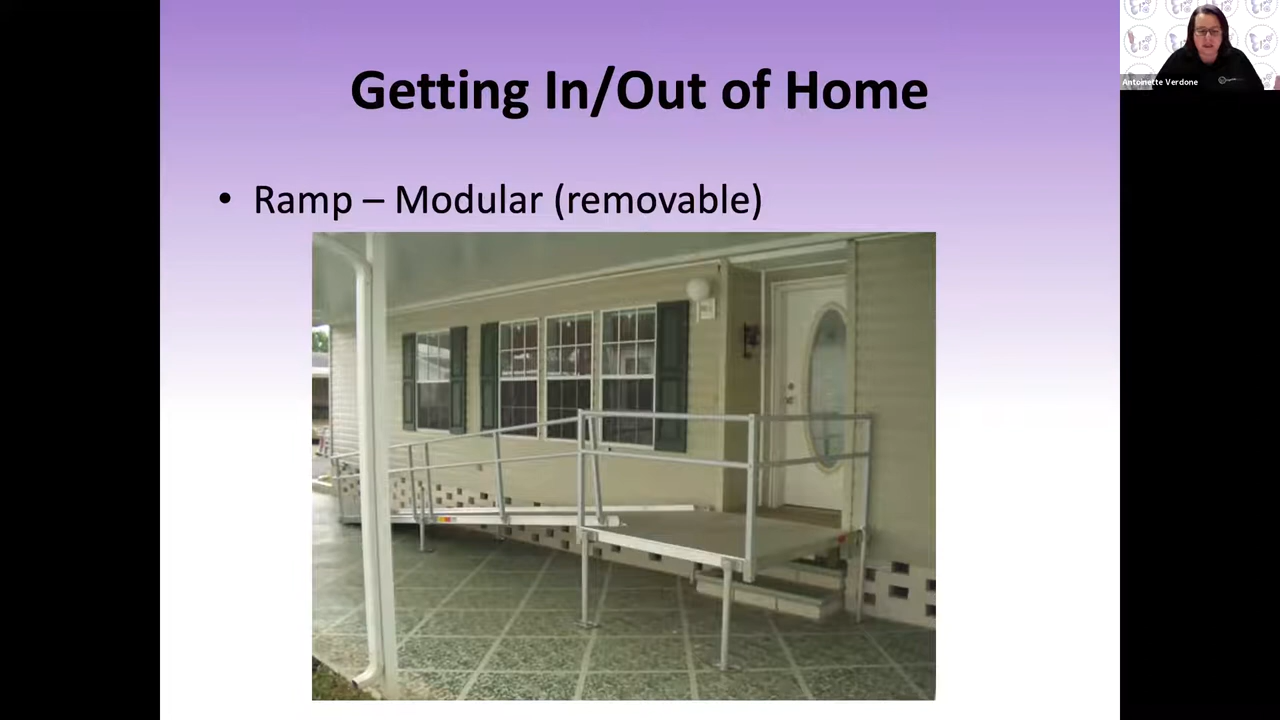 Getting In/Out of Home
• Ramp – Modular (removable)
Antoinette Verdone